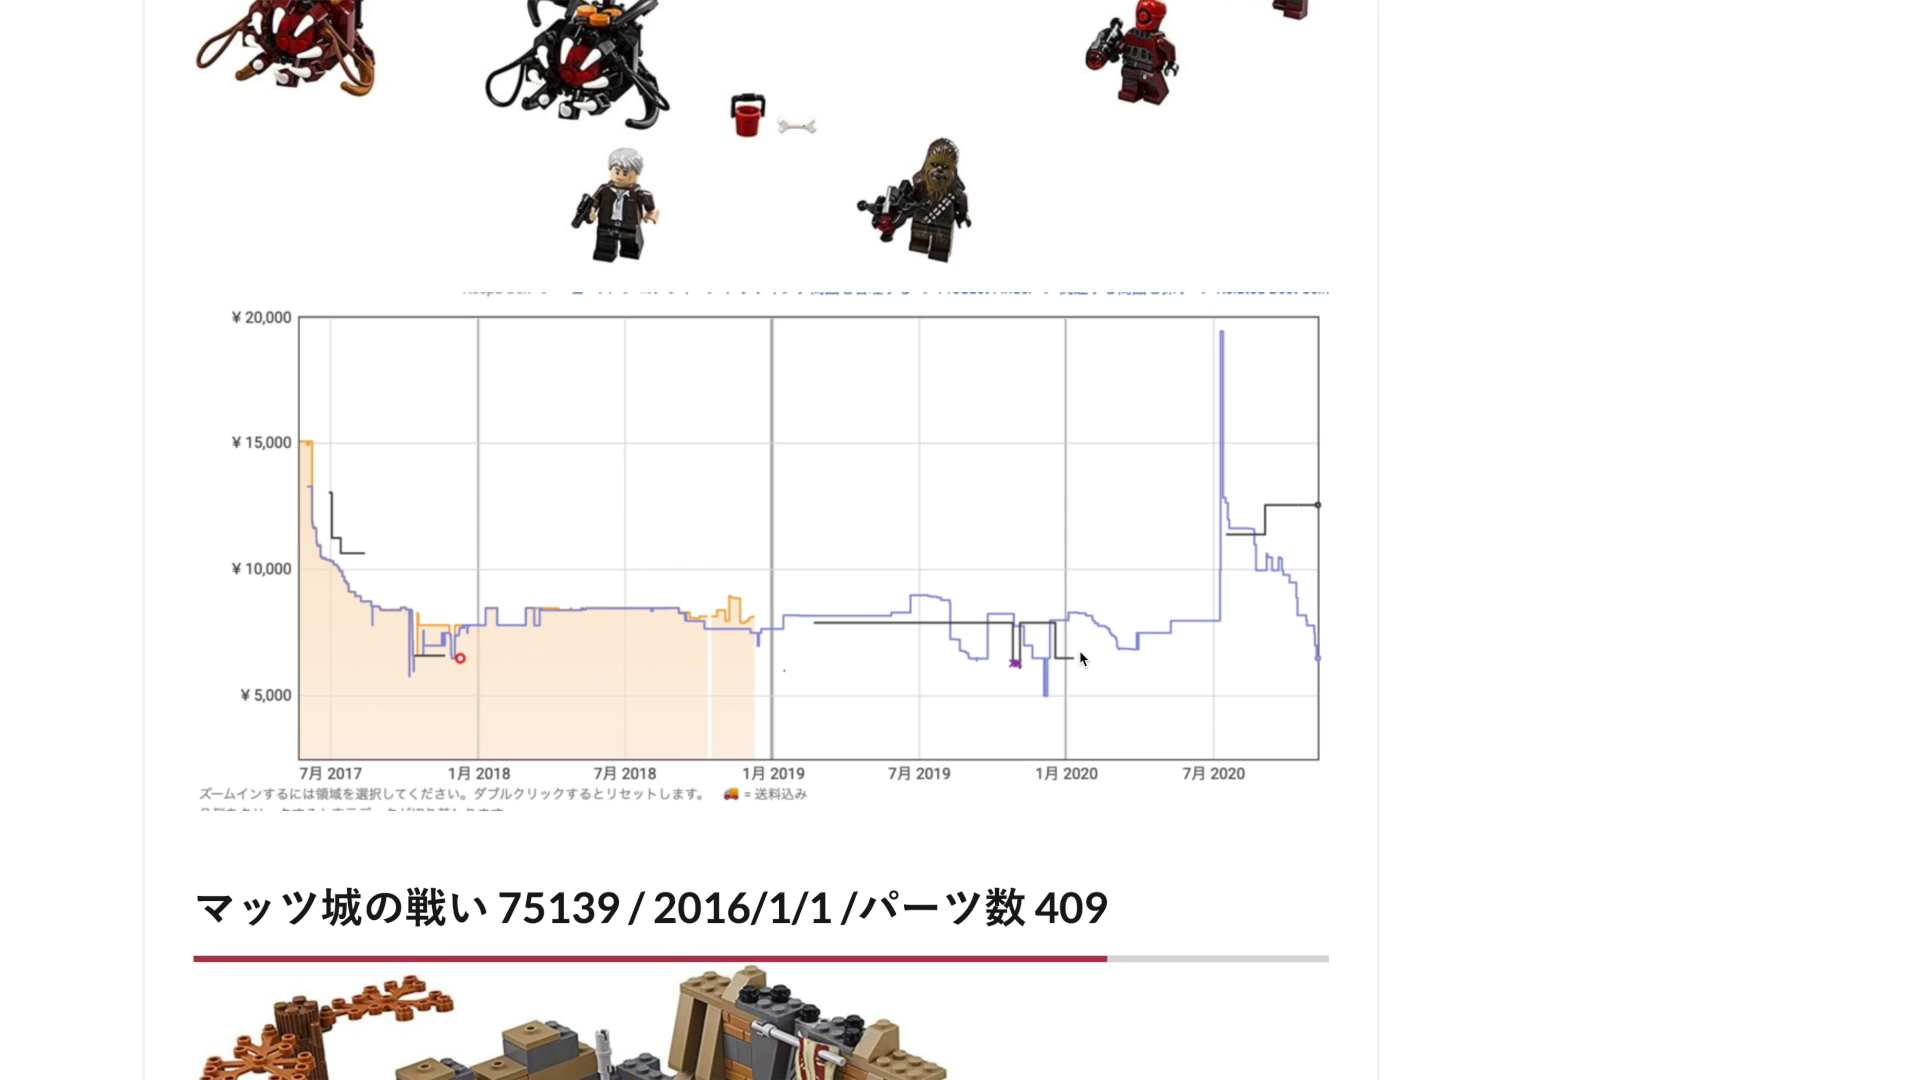 ¥ 20,000
¥ 15,000
¥ 10,000
¥ 5,000
7月 2017
1月 2018
7月 2018
1月 2019
7月 2019
1月 2020
7月 2020
ズームインするには領域を選択してください。ダブルクリックするとリセットします。 = 送料込み
マッツ城の戦い 75139 / 2016/1/1 /パーツ数 409